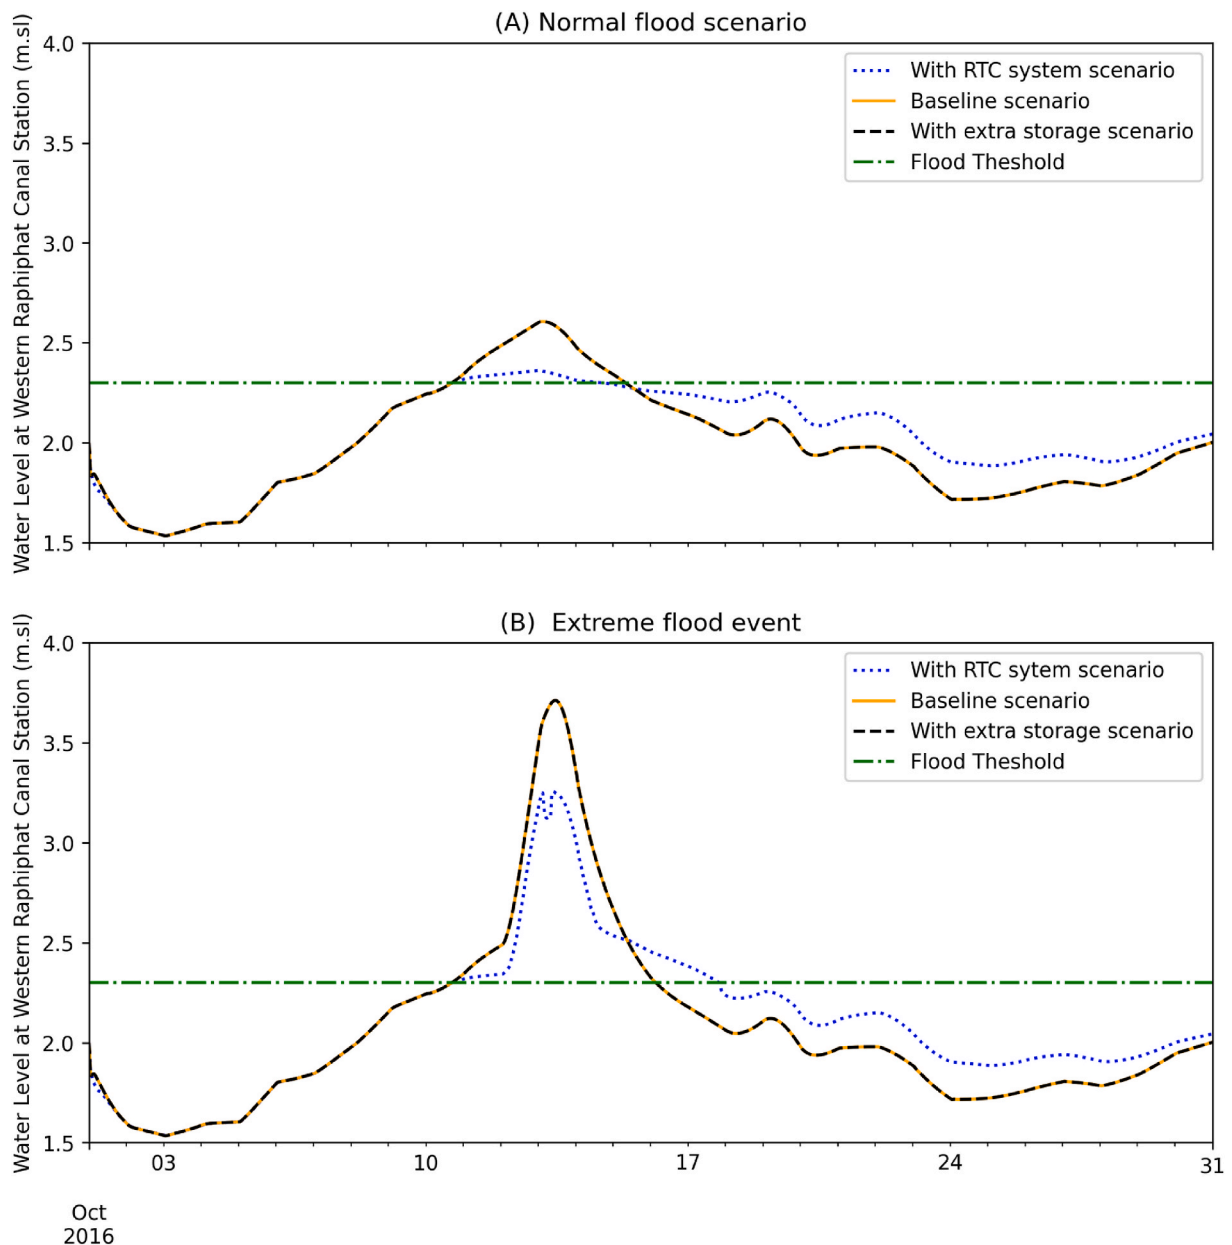 (A) Normal flood scenario
Water Level at Western Raphiphat Canal Station (m.sl)
4.0
3.5
3.0
2.5
2.0
1.5
With RTC system scenario
Baseline scenario
With extra storage scenario
Flood Theshold
(B)  Extreme flood event
Water Level at Western Raphiphat Canal Station (m.sl)
4.0
3.5
3.0
2.5
2.0
1.5
With RTC sytem scenario
Baseline scenario
With extra storage scenario
Flood Theshold
03 10 17 24 31
Oct
2016